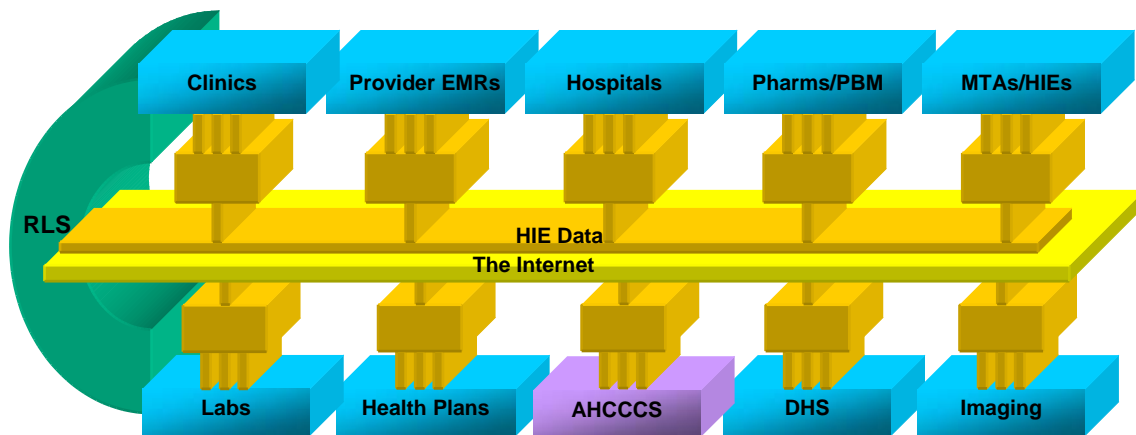 Clinics
Provider EMRs
Hospitals
Pharms/PBM
MTAs/HIEs
RLS
HIE Data
The Internet
Labs
Health Plans
AHCCCS
DHS
Imaging